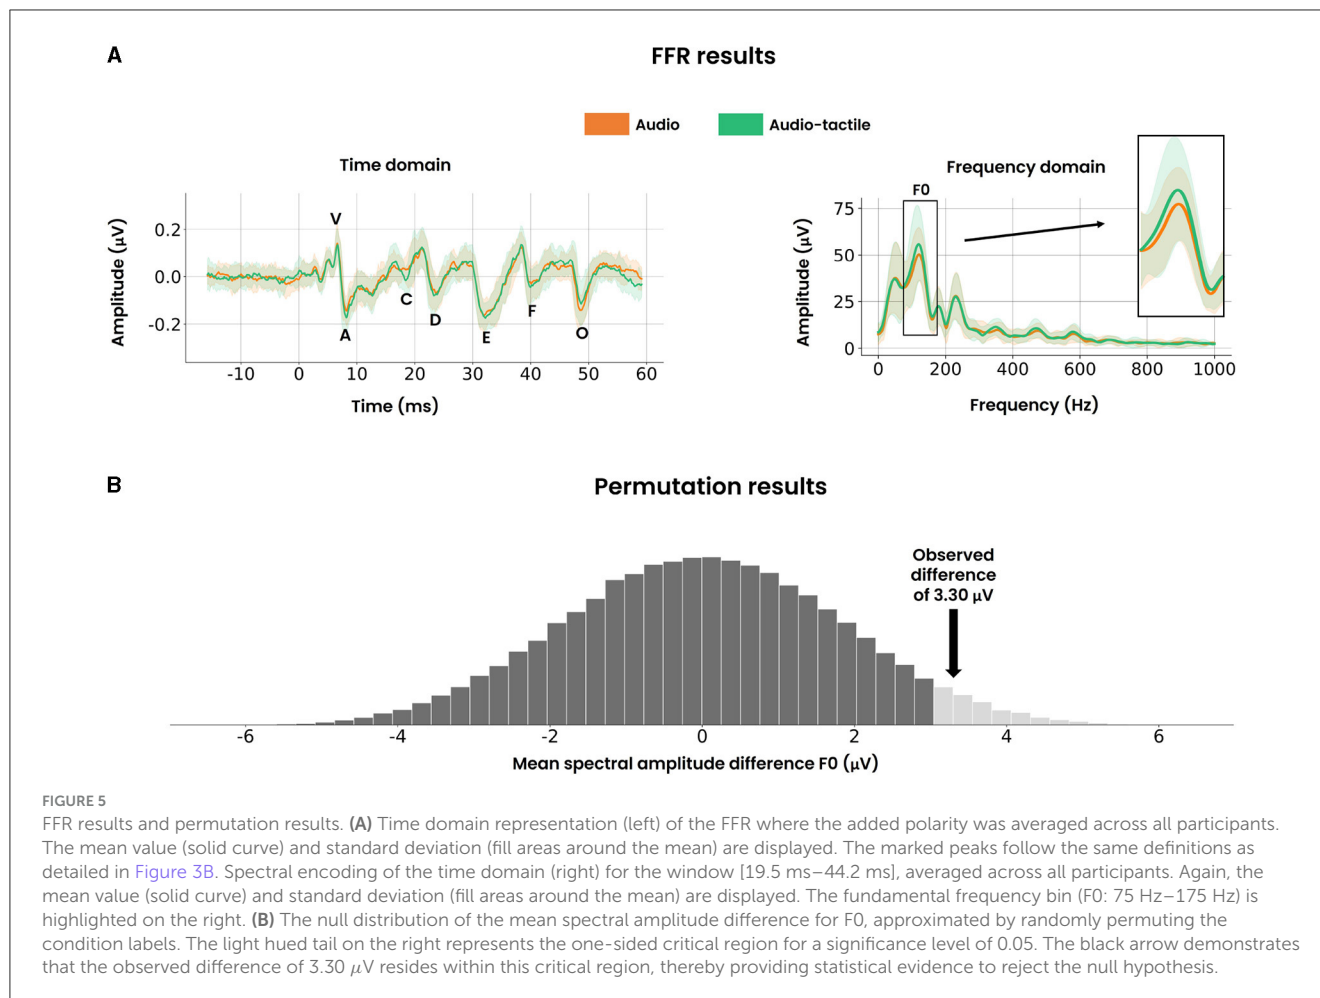 A
FFR results
Audio
Audio-tactile
Time domain
Amplitude (µV)
0.2
0.0
-0.2
V
A
C
D
E
F
O
-10 0 10 20 30 40 50 60
Time (ms)
Frequency domain
F0
Amplitude (µV)
75
50
25
0
0 200 400 600 800 1000
Frequency (Hz)
B
Permutation results
Observed
difference
of 3.30 µV
-6 -4 -2 0 2 4 6
Mean spectral amplitude difference F0 (µV)
FIGURE 5
FFR results and permutation results. (A) Time domain representation (left) of the FFR where the added polarity was averaged across all participants.
The mean value (solid curve) and standard deviation (fill areas around the mean) are displayed. The marked peaks follow the same definitions as
detailed in Figure 3B. Spectral encoding of the time domain (right) for the window [19.5 ms–44.2 ms], averaged across all participants. Again, the
mean value (solid curve) and standard deviation (fill areas around the mean) are displayed. The fundamental frequency bin (F0: 75 Hz–175 Hz) is
highlighted on the right. (B) The null distribution of the mean spectral amplitude difference for F0, approximated by randomly permuting the
condition labels. The light hued tail on the right represents the one-sided critical region for a significance level of 0.05. The black arrow demonstrates
that the observed difference of 3.30 µV resides within this critical region, thereby providing statistical evidence to reject the null hypothesis.